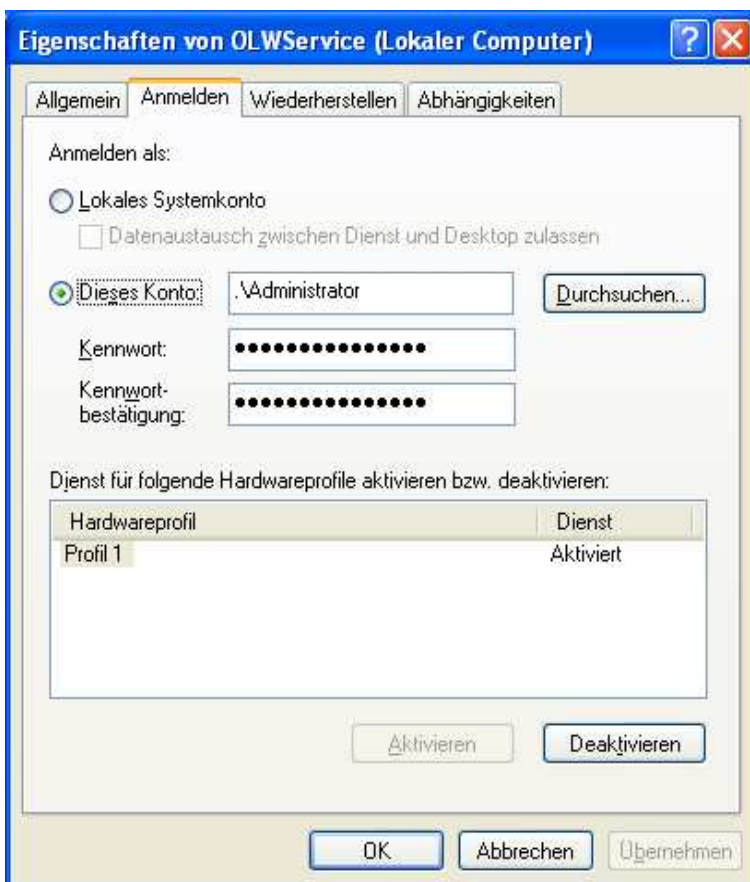 Eigenschaften von OLWService (Lokaler Computer)
Allgemein Anmelden Wiederherstellen Abhängigkeiten
Anmelden als:
Lokales Systemkonto
Datenaustausch zwischen Dienst und Desktop zulassen
Dieses Konto: .\Administrator Durchsuchen...
Kennwort: ●●●●●●●●●●●●●●●
Kennwort-
bestätigung: ●●●●●●●●●●●●●●●
Dienst für folgende Hardwareprofile aktivieren bzw. deaktivieren:
Hardwareprofil Dienst
Profil 1 Aktiviert
Aktivieren Deaktivieren
OK Abbrechen Übernehmen